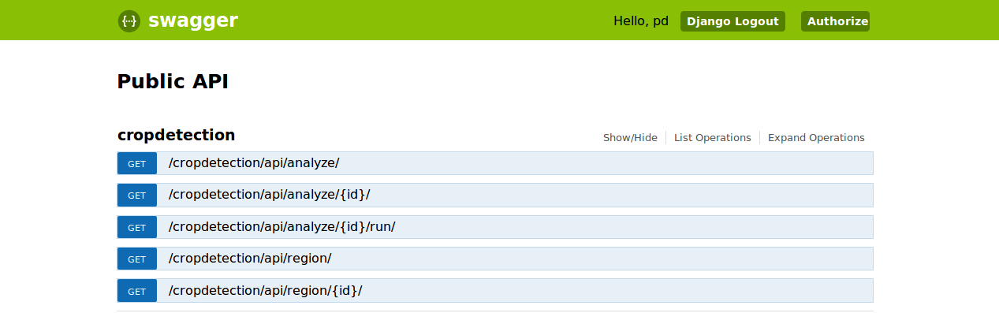 {···} swagger Hello, pd Django Logout Authorize
Public API
cropdetection Show/Hide List Operations Expand Operations
GET /cropdetection/api/analyze/
GET /cropdetection/api/analyze/{id}/
GET /cropdetection/api/analyze/{id}/run/
GET /cropdetection/api/region/
GET /cropdetection/api/region/{id}/